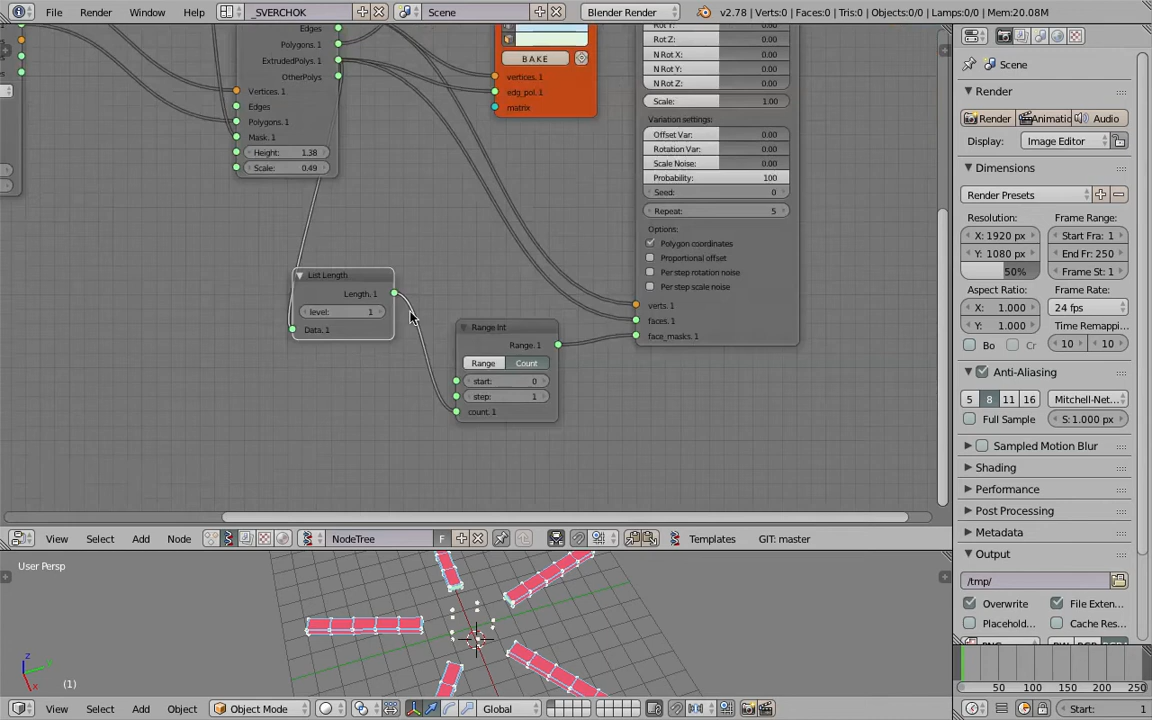 File Render Window Help _SVERCHOK Scene Blender Render v2.78 | Verts:0 | Faces:0 | Tris:0 | Objects:0/0 | Lamps:0/0 | Mem:20.08M
Edges
Polygons. 1
ExtrudedPolys. 1
OtherPolys
Vertices. 1
Edges
Polygons. 1
Mask. 1
Height: 1.38
Scale: 0.49
BAKE
vertices. 1
edg_pol. 1
matrix
Rot Z: 0.00
N Rot X: 0.00
N Rot Y: 0.00
N Rot Z: 0.00
Scale: 1.00
Variation settings:
Offset Var: 0.00
Rotation Var: 0.00
Scale Noise: 0.00
Probability: 100
Seed: 0
Repeat: 5
Options:
Polygon coordinates
Proportional offset
Per step rotation noise
Per step scale noise
verts. 1
faces. 1
face_masks. 1
List Length
Length. 1
level: 1
Data. 1
Range Int
Range. 1
Range Count
start: 0
step: 1
count. 1
View Select Add Node NodeTree F Templates GIT: master
User Persp
(1)
View Select Add Object Object Mode Global
Scene
Render
Render Animatic Audio
Display: Image Editor
Dimensions
Render Presets
Resolution: Frame Range:
X: 1920 px Start Fra: 1
Y: 1080 px End Fr: 250
50% Frame St: 1
Aspect Ratio: Frame Rate:
X: 1.000 24 fps
Y: 1.000 Time Remappi...
Bo Cr 10 10
Anti-Aliasing
5 8 11 16 Mitchell-Net...
Full Sample S: 1.000 px
Sampled Motion Blur
Shading
Performance
Post Processing
Metadata
Output
/tmp/
Overwrite File Exten...
Placehold... Cache Res...
50 100 150 200 250
Start: 1